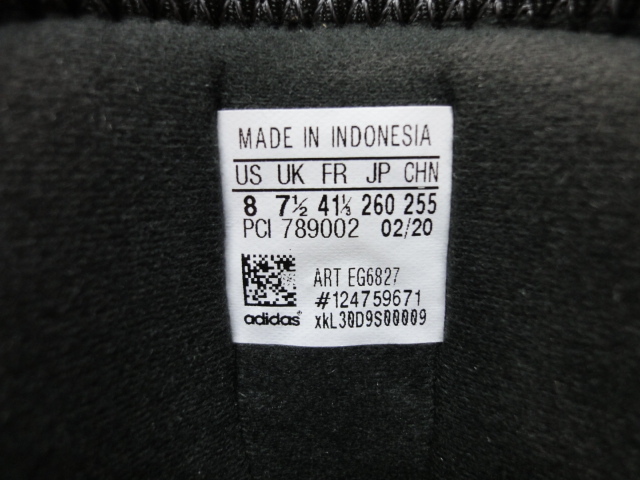 MADE IN INDONESIA
US UK FR JP CHN
8 7½ 41⅓ 260 255
PCI 789002 02/20
ART EG6827
#124759671
adidas xkL30D9S00009